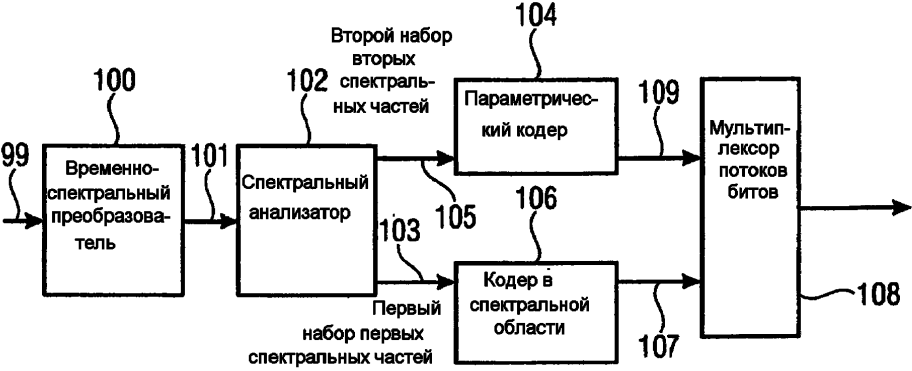 Второй набор
вторых
спектраль-
ных частей
104
100
102
Параметричес-
кий кодер
109
Мультип-
лексор
потоков
битов
99
Временно-
спектральный
преобразова-
тель
101
Спектральный
анализатор
105
103
106
Кодер в
спектральной
области
107
108
Первый
набор первых
спектральных частей